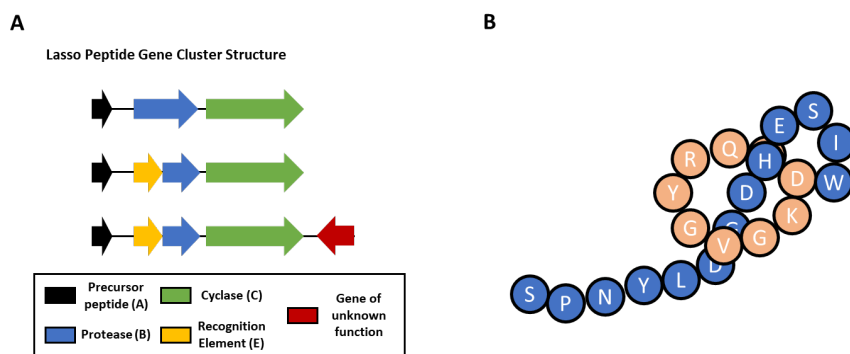 A
B
Lasso Peptide Gene Cluster Structure
Precursor
peptide (A)
Cyclase (C)
Gene of
unknown
function
Protease (B)
Recognition
Element (E)
S
E
I
Q
H
R
D
W
Y
D
K
G
V
G
D
L
Y
N
P
S